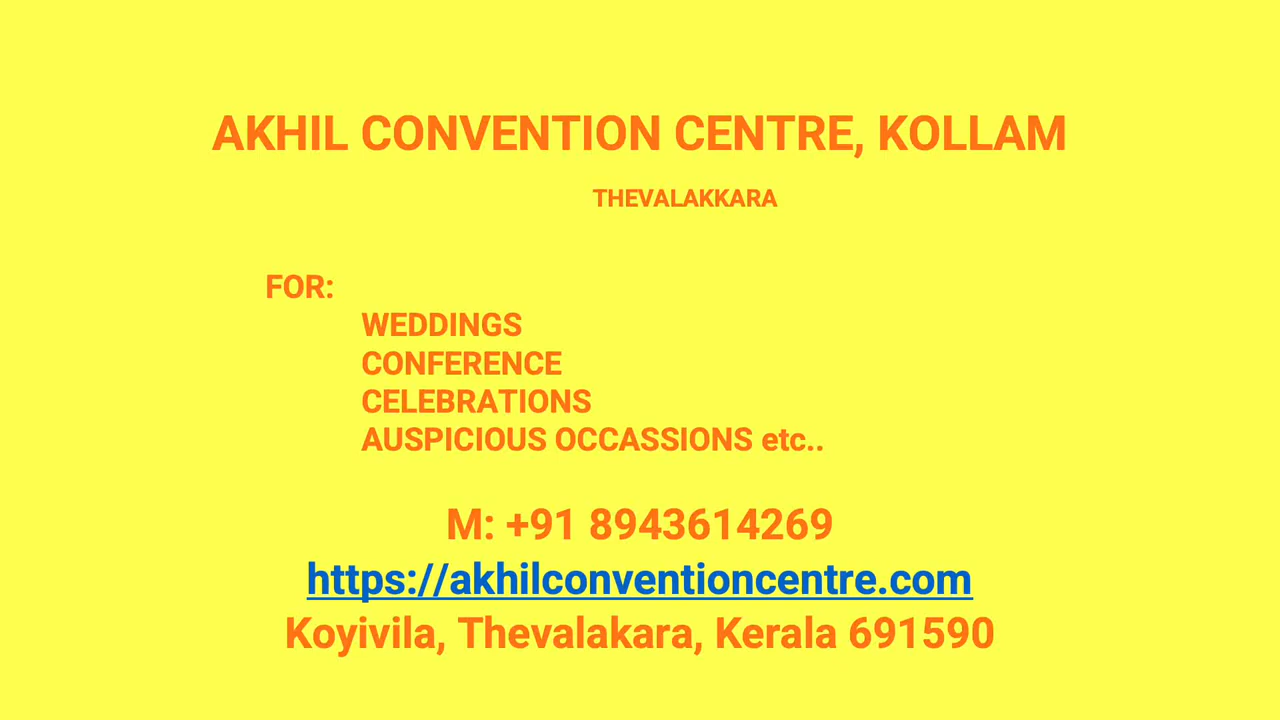 AKHIL CONVENTION CENTRE, KOLLAM
THEVALAKKARA
FOR:
WEDDINGS
CONFERENCE
CELEBRATIONS
AUSPICIOUS OCCASSIONS etc..
M: +91 8943614269
https://akhilconventioncentre.com
Koyivila, Thevalakara, Kerala 691590